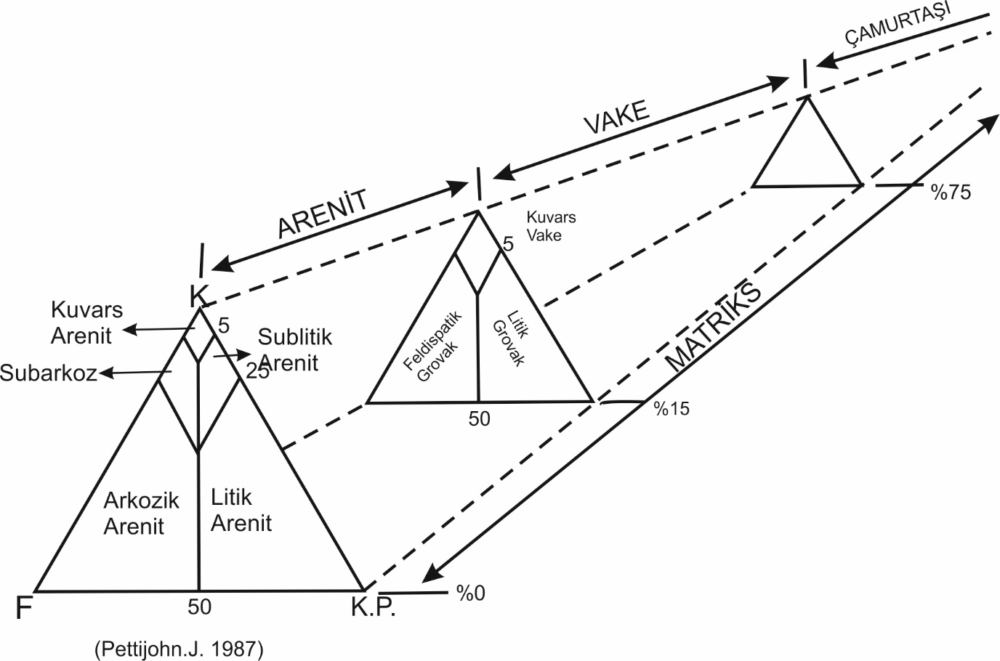 ÇAMURTAŞI
VAKE
ARENİT
%75
Kuvars
Vake
5
K
Kuvars
Arenit
5
Sublitik
Arenit
25
Subarkoz
Feldispatik
Grovak
Litik
Grovak
MATRİKS
50
%15
Arkozik
Arenit
Litik
Arenit
%0
F
50
K.P.
(Pettijohn.J. 1987)